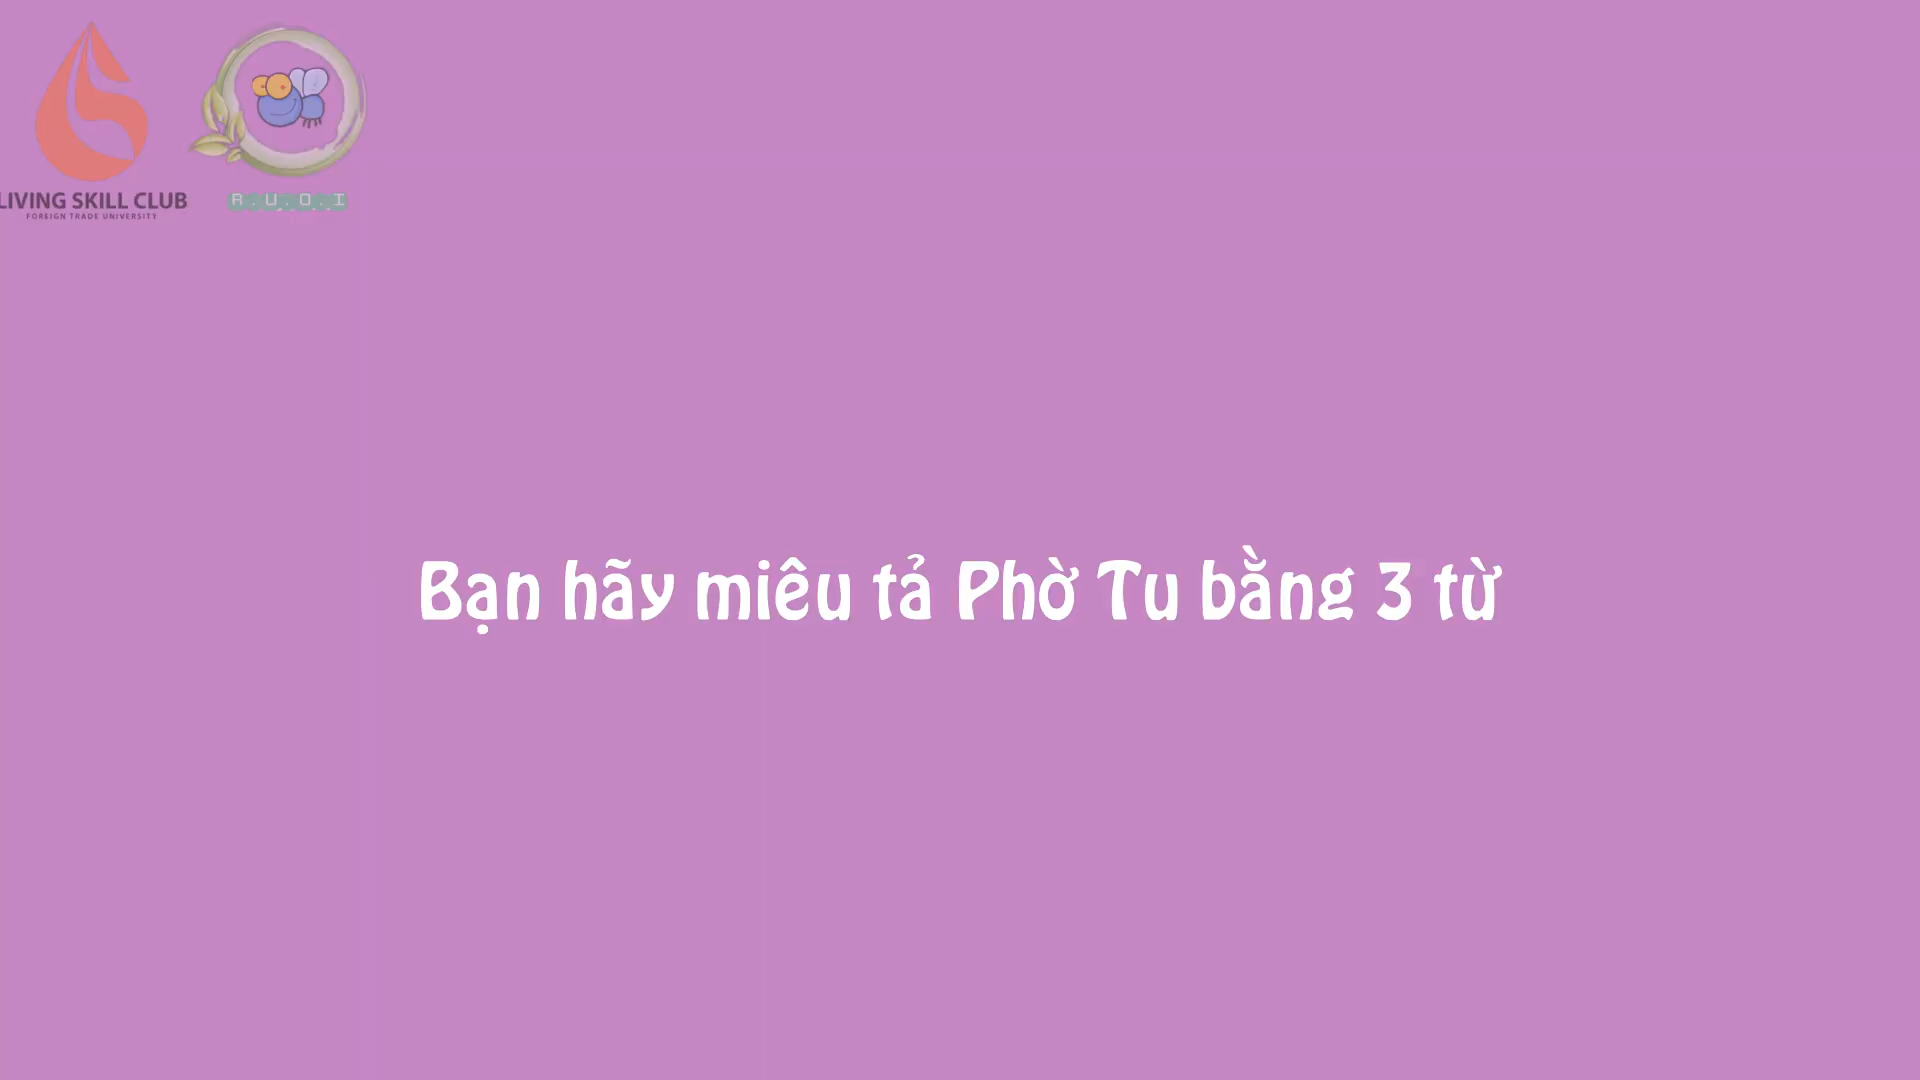 LIVING SKILL CLUB
FOREIGN TRADE UNIVERSITY
R.U.O.I
Bạn hãy miêu tả Phờ Tu bằng 3 từ